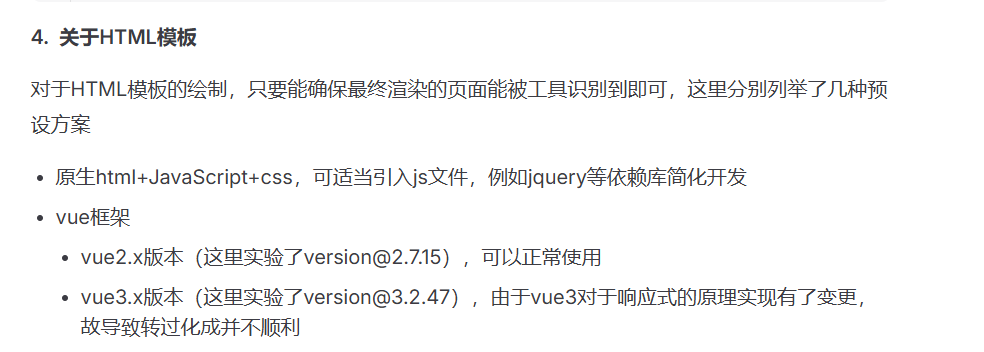 4. 关于HTML模板
对于HTML模板的绘制，只要能确保最终渲染的页面能被工具识别到即可，这里分别列举了几种预
设方案
• 原生html+JavaScript+css，可适当引入js文件，例如jquery等依赖库简化开发
• vue框架
• vue2.x版本（这里实验了version@2.7.15），可以正常使用
• vue3.x版本（这里实验了version@3.2.47），由于vue3对于响应式的原理实现有了变更，
故导致转过化成并不顺利